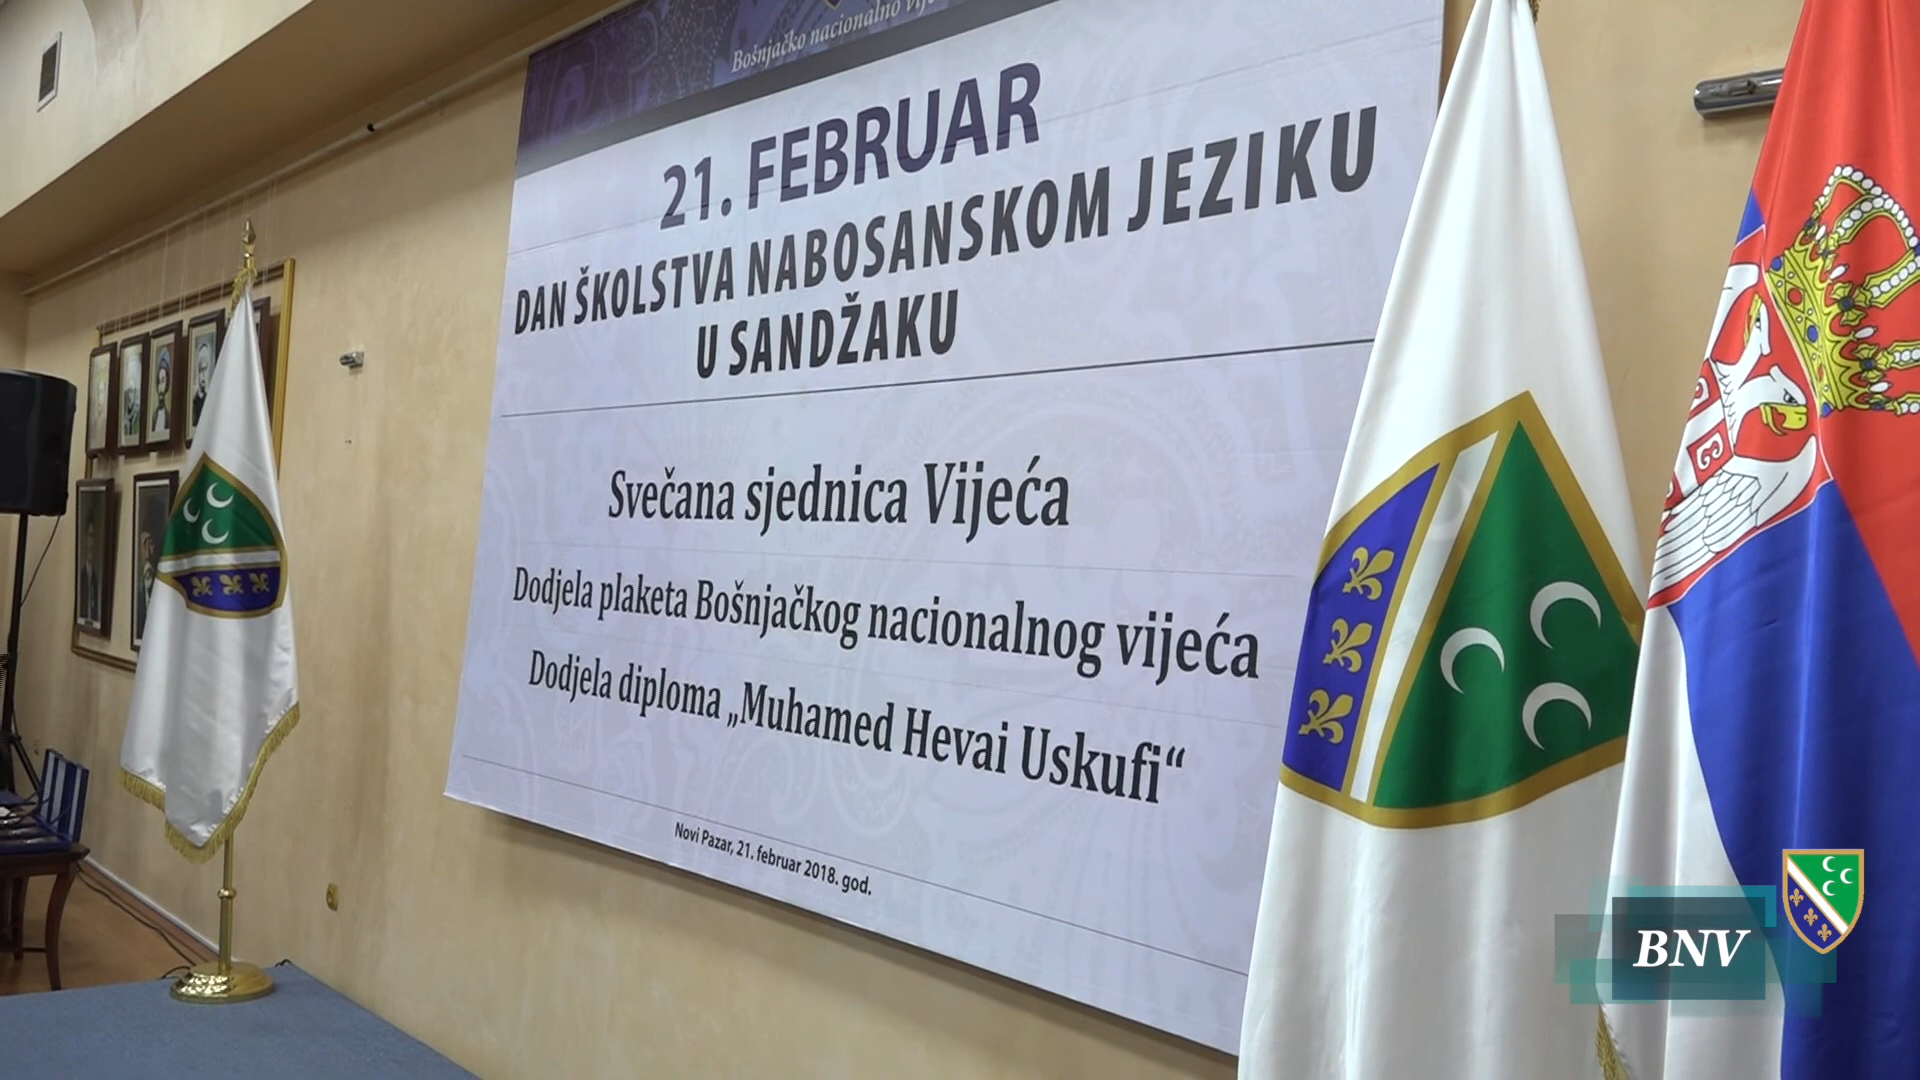 Bošnjačko nacionalno
21. FEBRUAR
DAN ŠKOLSTVA NABOSANSKOM JEZIKU
U SANDŽAKU
Svečana sjednica Vijeća
Dodjela plaketa Bošnjačkog nacionalnog vijeća
Dodjela diploma „Muhamed Hevai Uskufi“
Novi Pazar, 21. februar 2018. god.
BNV